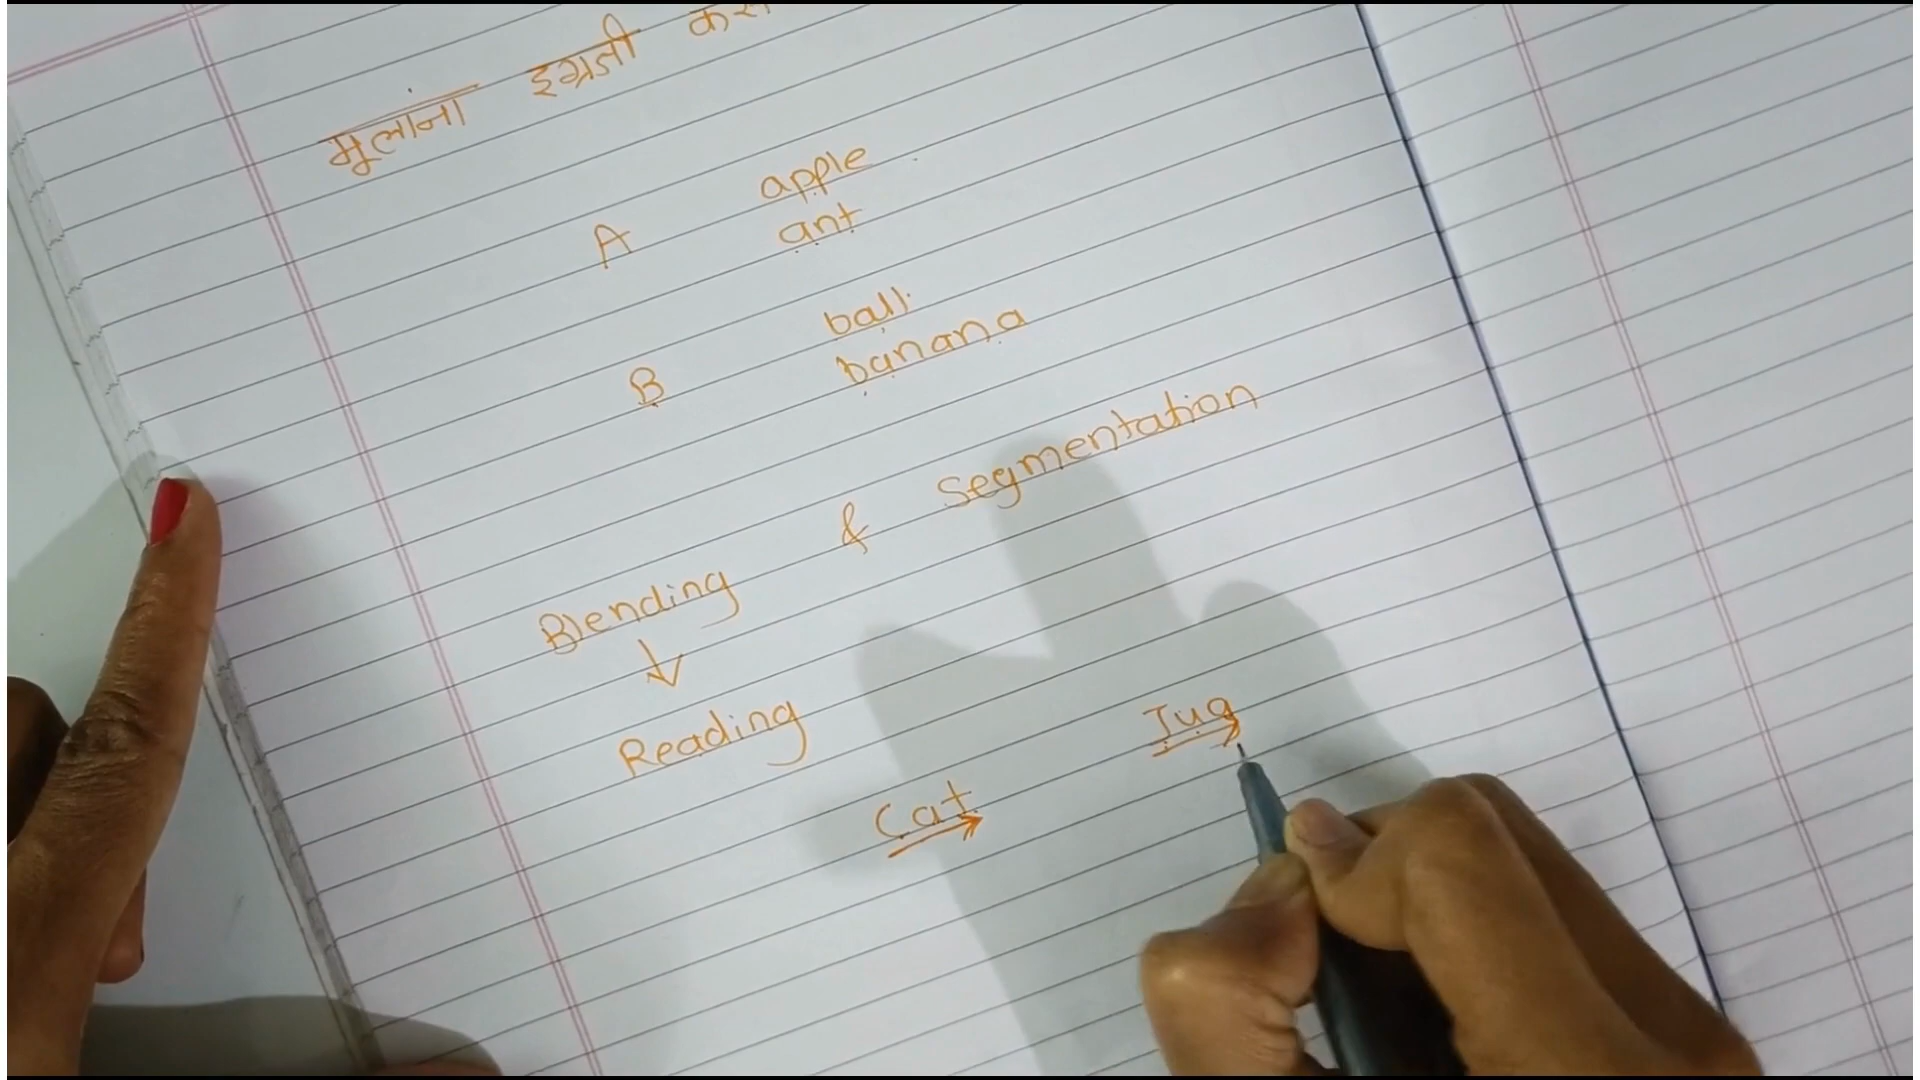 मूलांना इंग्रजी
A apple
ant
B ball
banana
Blending & Segmentation
Reading
Cat Jug